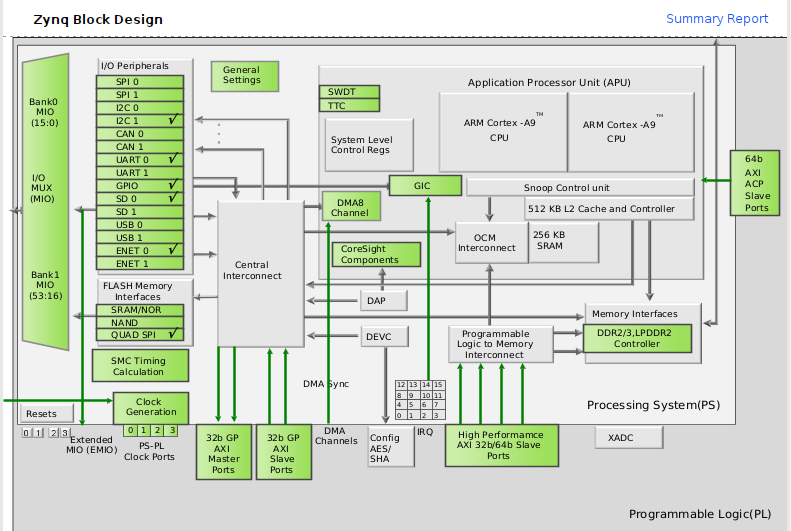 Zynq Block Design
Summary Report
I/O Peripherals
SPI 0
SPI 1
I2C 0
I2C 1
CAN 0
CAN 1
UART 0
UART 1
GPIO
SD 0
SD 1
USB 0
USB 1
ENET 0
ENET 1
Bank0
MIO
(15:0)
I/O
MUX
(MIO)
Bank1
MIO
(53:16)
FLASH Memory
Interfaces
SRAM/NOR
NAND
QUAD SPI
SMC Timing
Calculation
General
Settings
Application Processor Unit (APU)
SWDT
TTC
System Level
Control Regs
ARM Cortex -A9 TM
CPU
ARM Cortex -A9 TM
CPU
GIC
Snoop Control unit
DMA8
Channel
512 KB L2 Cache and Controller
OCM
Interconnect
256 KB
SRAM
CoreSight
Components
Central
Interconnect
DAP
DEVC
Programmable
Logic to Memory
Interconnect
Memory Interfaces
DDR2/3,LPDDR2
Controller
64b
AXI
ACP
Slave
Ports
DMA Sync
12 13 14 15
8 9 10 11
4 5 6 7
0 1 2 3
Processing System(PS)
Resets
0 1 2 3
Clock
Generation
0 1 2 3
Extended
MIO (EMIO)
PS-PL
Clock Ports
32b GP
AXI
Master
Ports
32b GP
AXI
Slave
Ports
DMA
Channels
Config
AES/
SHA
IRQ
High Performamce
AXI 32b/64b Slave
Ports
XADC
Programmable Logic(PL)